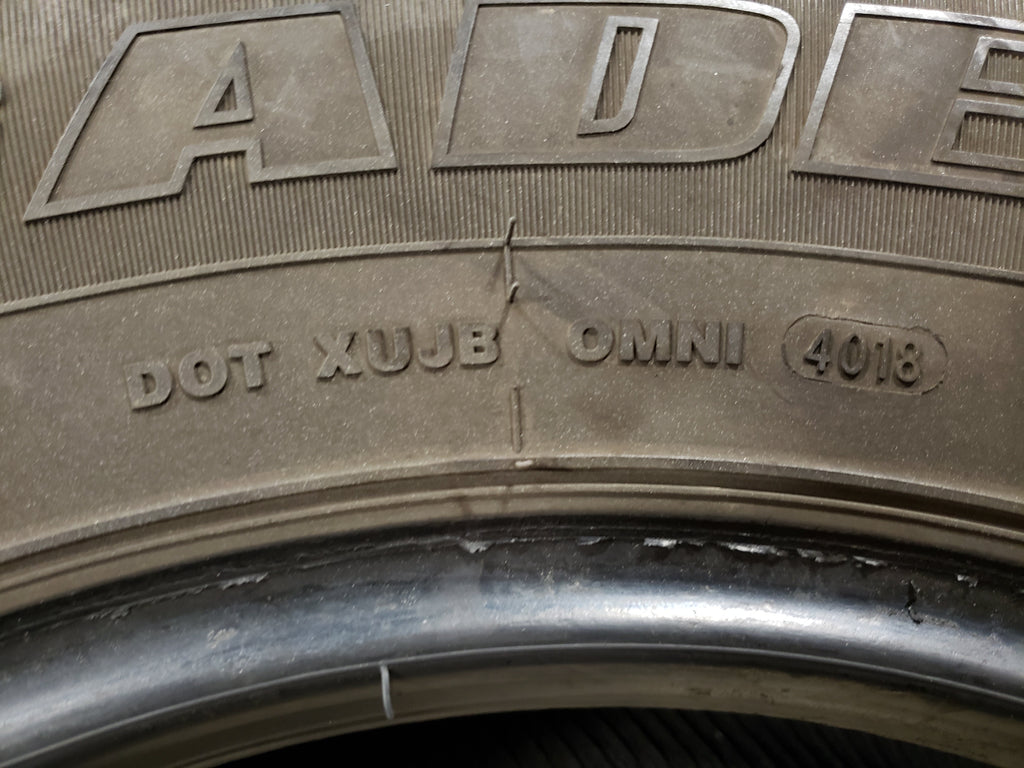 ADE
DOT XUJB OMNI 4018